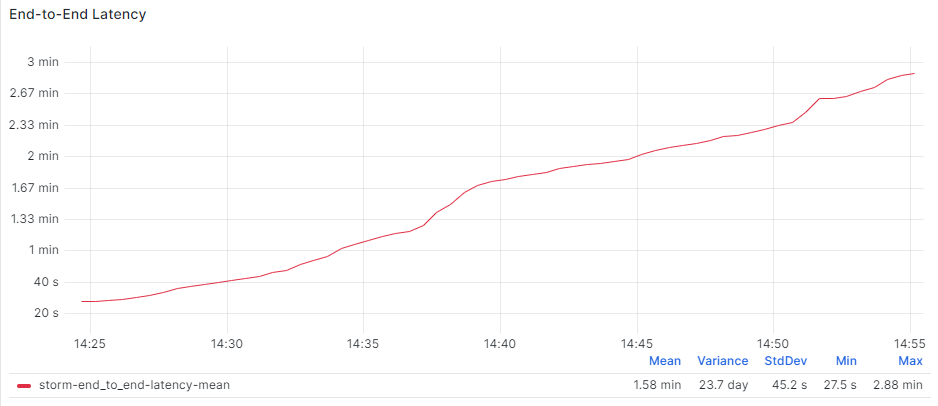 End-to-End Latency
3 min
2.67 min
2.33 min
2 min
1.67 min
1.33 min
1 min
40 s
20 s
14:25 14:30 14:35 14:40 14:45 14:50 14:55
Mean Variance StdDev Min Max
storm-end_to_end-latency-mean 1.58 min 23.7 day 45.2 s 27.5 s 2.88 min